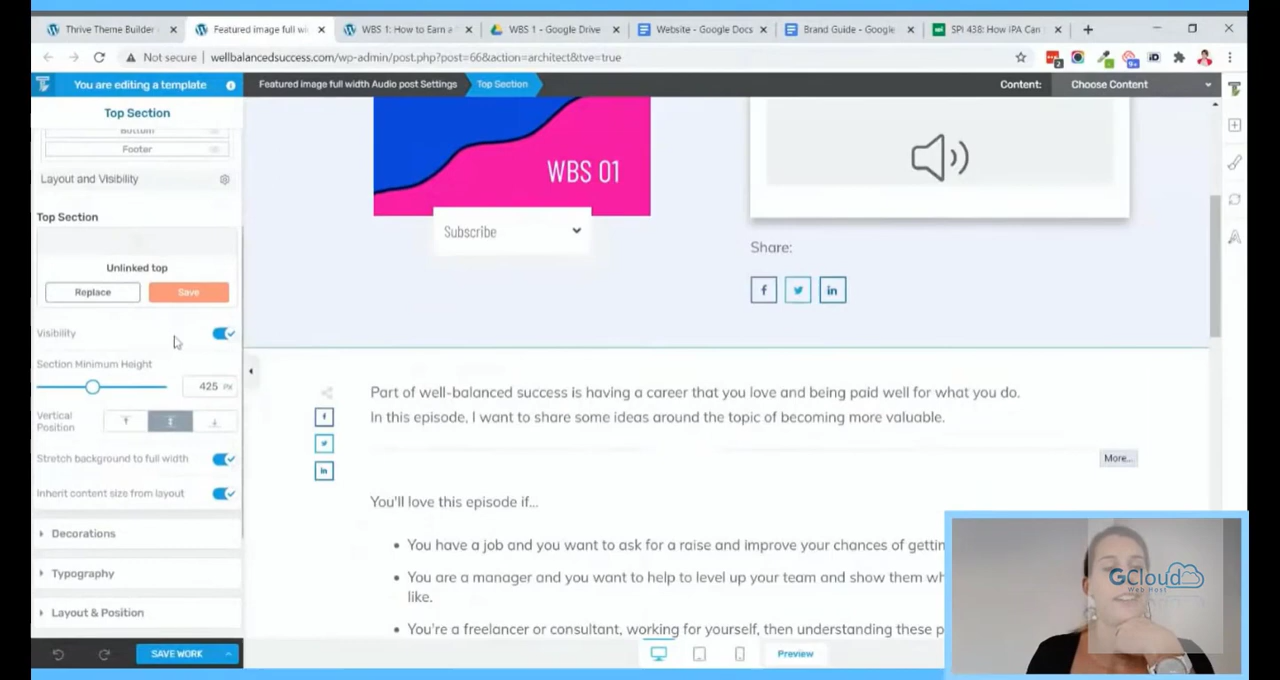 Thrive Theme Builder
Featured image full wi
WBS 1: How to Earn a
WBS 1 - Google Drive
Website - Google Docs
Brand Guide - Google
SPI 438: How IPA Can
Not secure
wellbalancedsuccess.com/wp-admin/post.php?post=66&action=architect&tve=true
You are editing a template
Featured image full width Audio post Settings
Top Section
Content:
Choose Content
Top Section
Bottom
Footer
Layout and Visibility
Top Section
Unlinked top
Replace
Save
Visibility
Section Minimum Height
425 PX
Vertical
Position
Stretch background to full width
Inherit content size from layout
Decorations
Typography
Layout & Position
SAVE WORK
WBS 01
Subscribe
Share:
f
in
Part of well-balanced success is having a career that you love and being paid well for what you do.
In this episode, I want to share some ideas around the topic of becoming more valuable.
f
in
More...
You'll love this episode if...
You have a job and you want to ask for a raise and improve your chances of gettin
You are a manager and you want to help to level up your team and show them wh
like.
You're a freelancer or consultant, working for yourself, then understanding these p
Preview
GCloud
Web Host